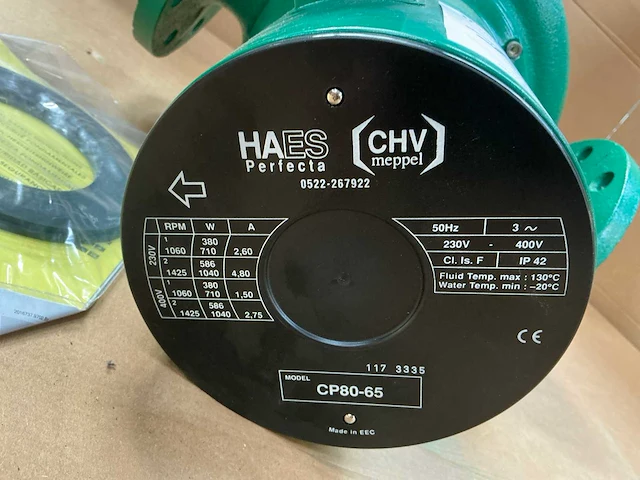 HAES
Perfecta
CHV
meppel
0522-267922
RPM W A
230V
1 1060 380 710 2,60
2 1425 586 1040 4,80
400V
1 1060 380 710 1,50
2 1425 586 1040 2,75
50Hz 3 ~
230V - 400V
Cl. Is. F IP 42
Fluid Temp. max : 130°C
Water Temp. min : –20°C
CE
117 3335
MODEL
CP80-65
Made in EEC